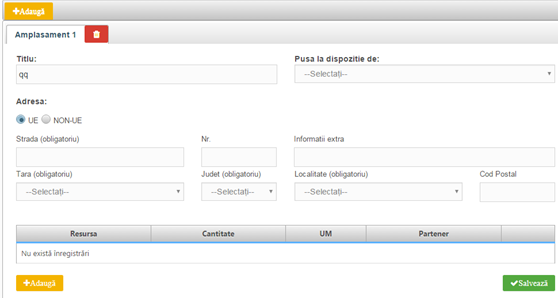 Adaugă
Amplasament 1
Titlu: Pusa la dispozitie de:
qq --Selectați--
Adresa:
UE NON-UE
Strada (obligatoriu) Nr. Informatii extra
Tara (obligatoriu) Judet (obligatoriu) Localitate (obligatoriu) Cod Postal
--Selectați-- --Selectați-- --Selectați--
Resursa Cantitate UM Partener
Nu există înregistrări
Adaugă Salvează